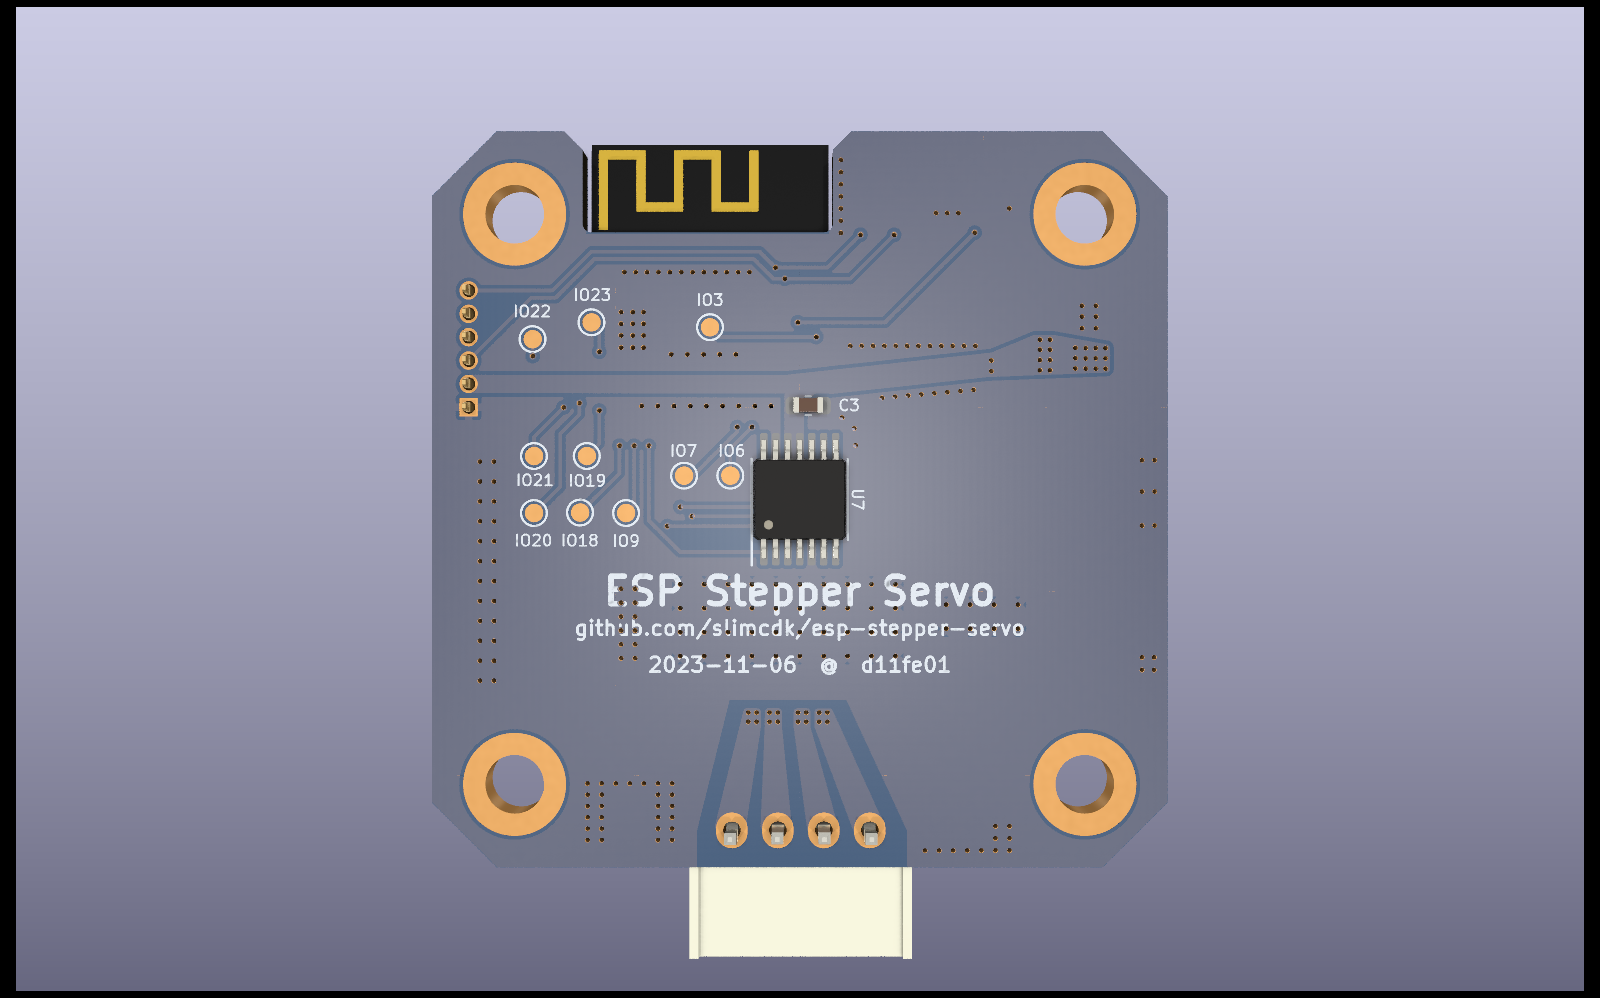 IO23
IO3
IO22
C3
IO7
IO6
IO21
IO19
U7
IO20
IO18
IO9
ESP Stepper Servo
github.com/slimcdk/esp-stepper-servo
2023-11-06 @ d11fe01